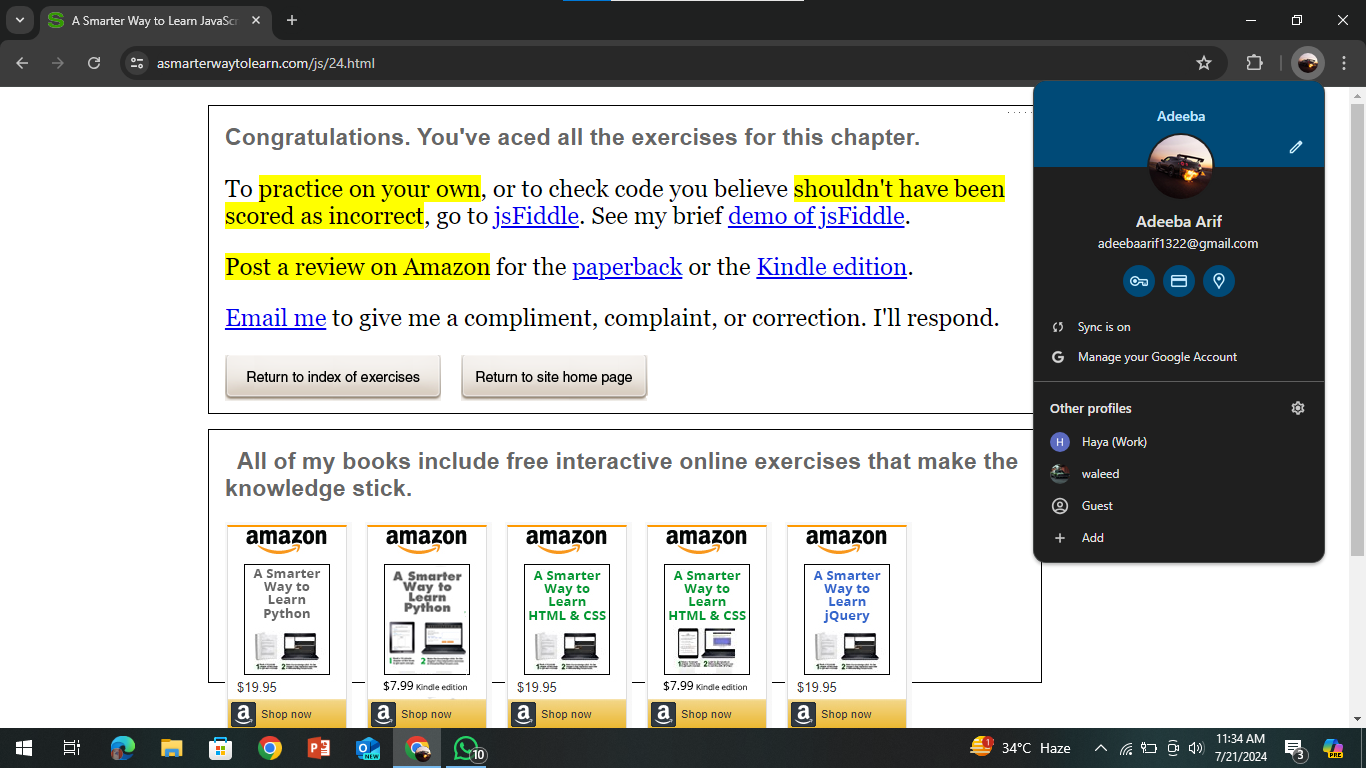 A Smarter Way to Learn JavaScr
asmarterwaytolearn.com/js/24.html
Congratulations. You've aced all the exercises for this chapter.
To practice on your own, or to check code you believe shouldn't have been
scored as incorrect, go to jsFiddle. See my brief demo of jsFiddle.
Post a review on Amazon for the paperback or the Kindle edition.
Email me to give me a compliment, complaint, or correction. I'll respond.
Return to index of exercises
Return to site home page
All of my books include free interactive online exercises that make the
knowledge stick.
amazon
A Smarter
Way to
Learn
Python
$19.95
Shop now
amazon
A Smarter
Way to
Learn
Python
$7.99 Kindle edition
Shop now
amazon
A Smarter
Way to
Learn
HTML & CSS
$19.95
Shop now
amazon
A Smarter
Way to
Learn
HTML & CSS
$7.99 Kindle edition
Shop now
amazon
A Smarter
Way to
Learn
jQuery
$19.95
Shop now
Adeeba
Adeeba Arif
adeebaarif1322@gmail.com
Sync is on
Manage your Google Account
Other profiles
H Haya (Work)
waleed
Guest
Add
NEW
10
1
34°C Haze
11:34 AM
7/21/2024
3
PRE